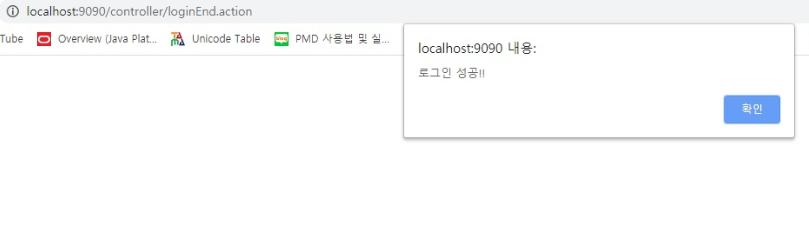 localhost:9090/controller/loginEnd.action
Tube Overview (Java Plat... Unicode Table PMD 사용법 및 실...
localhost:9090 내용:
로그인 성공!!
확인